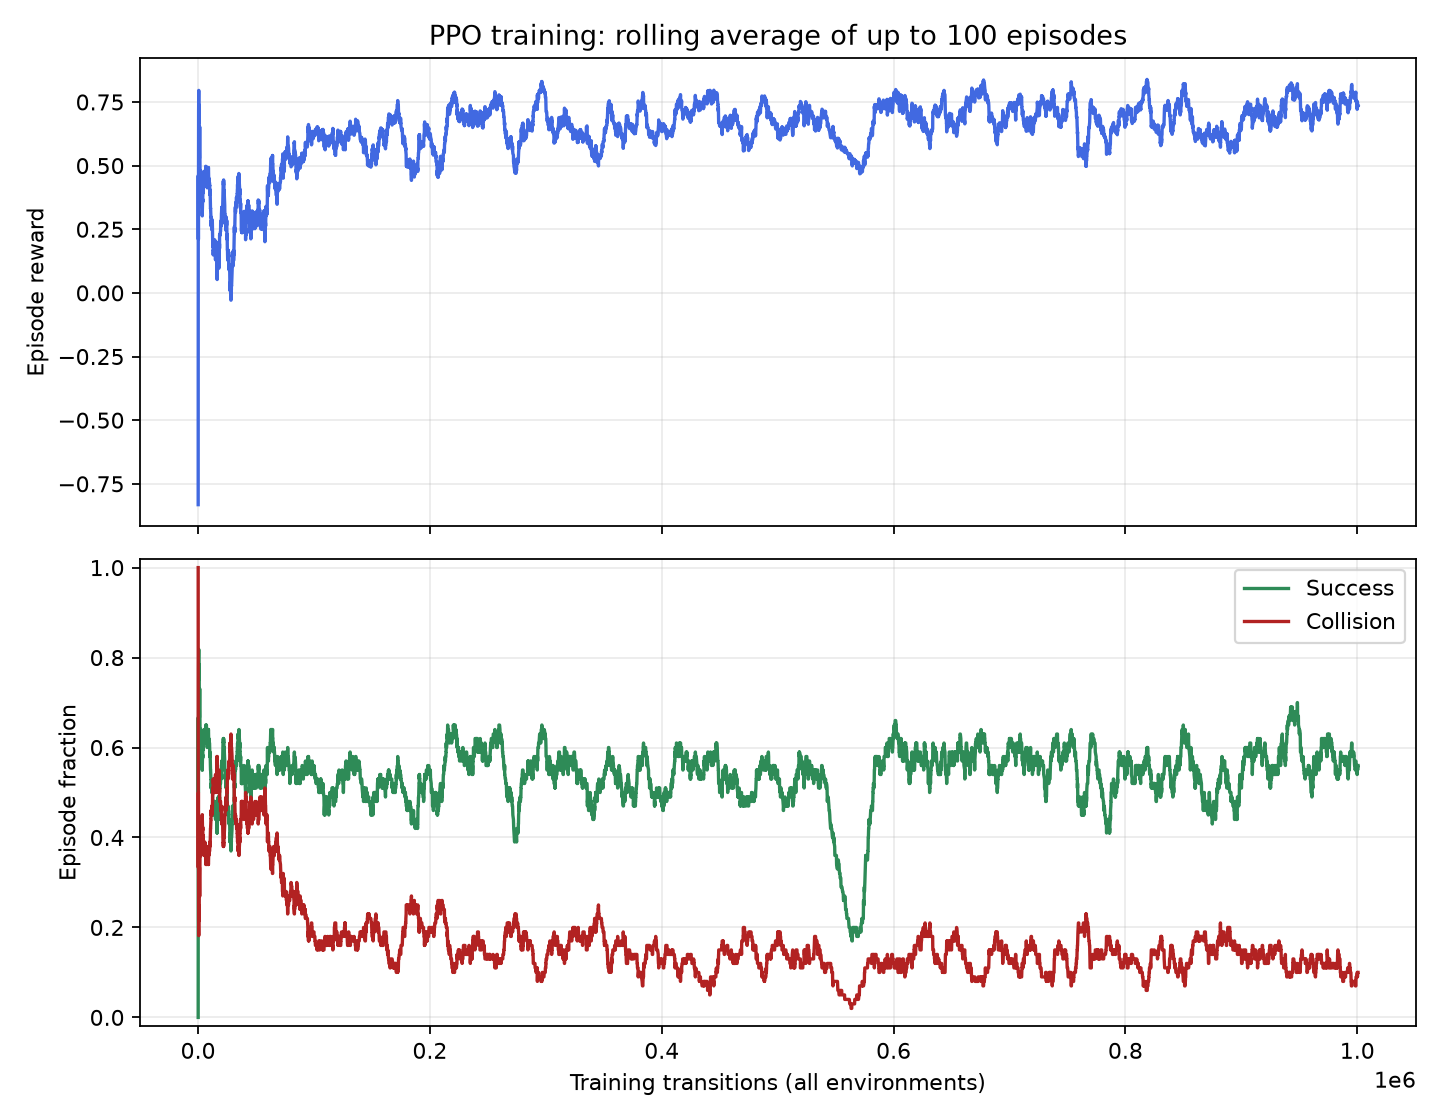 PPO training: rolling average of up to 100 episodes
Episode reward
0.75
0.50
0.25
0.00
−0.25
−0.50
−0.75
Episode fraction
1.0
0.8
0.6
0.4
0.2
0.0
Success
Collision
0.0 0.2 0.4 0.6 0.8 1.0
1e6
Training transitions (all environments)